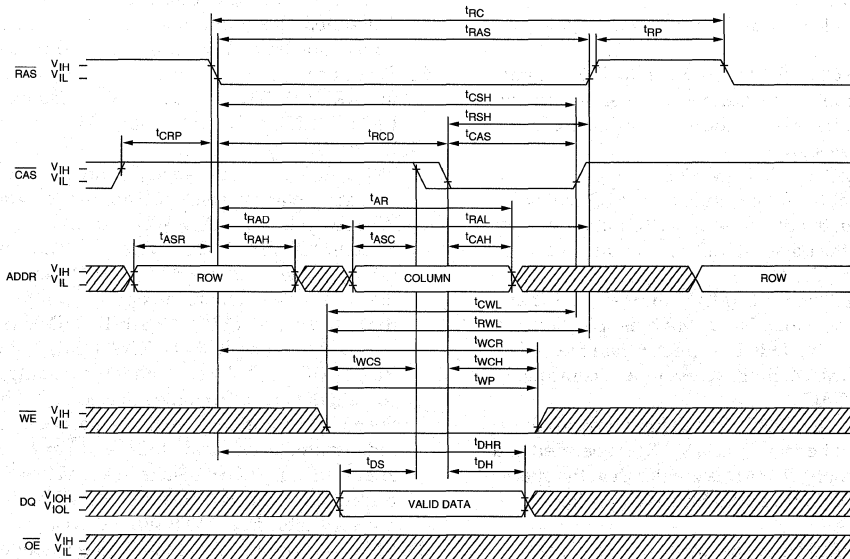 tRC
tRAS
tRP
RAS VIH
VIL
tCSH
tRSH
tCRP
tRCD
tCAS
CAS VIH
VIL
tAR
tRAD
tRAL
tASR
tRAH
tASC
tCAH
ADDR VIH
VIL
ROW
COLUMN
ROW
tCWL
tRWL
tWCR
tWCS
tWCH
tWP
WE VIH
VIL
tDHR
tDS
tDH
DQ VIOH
VIOL
VALID DATA
OE VIH
VIL